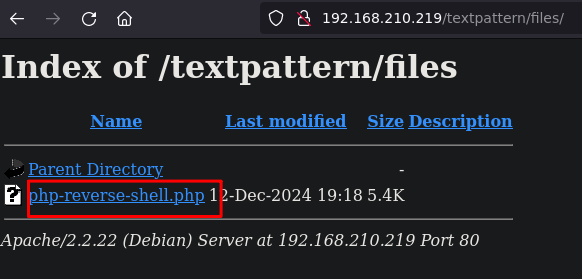 192.168.210.219/textpattern/files/
Index of /textpattern/files
Name Last modified Size Description
Parent Directory -
php-reverse-shell.php 12-Dec-2024 19:18 5.4K
Apache/2.2.22 (Debian) Server at 192.168.210.219 Port 80